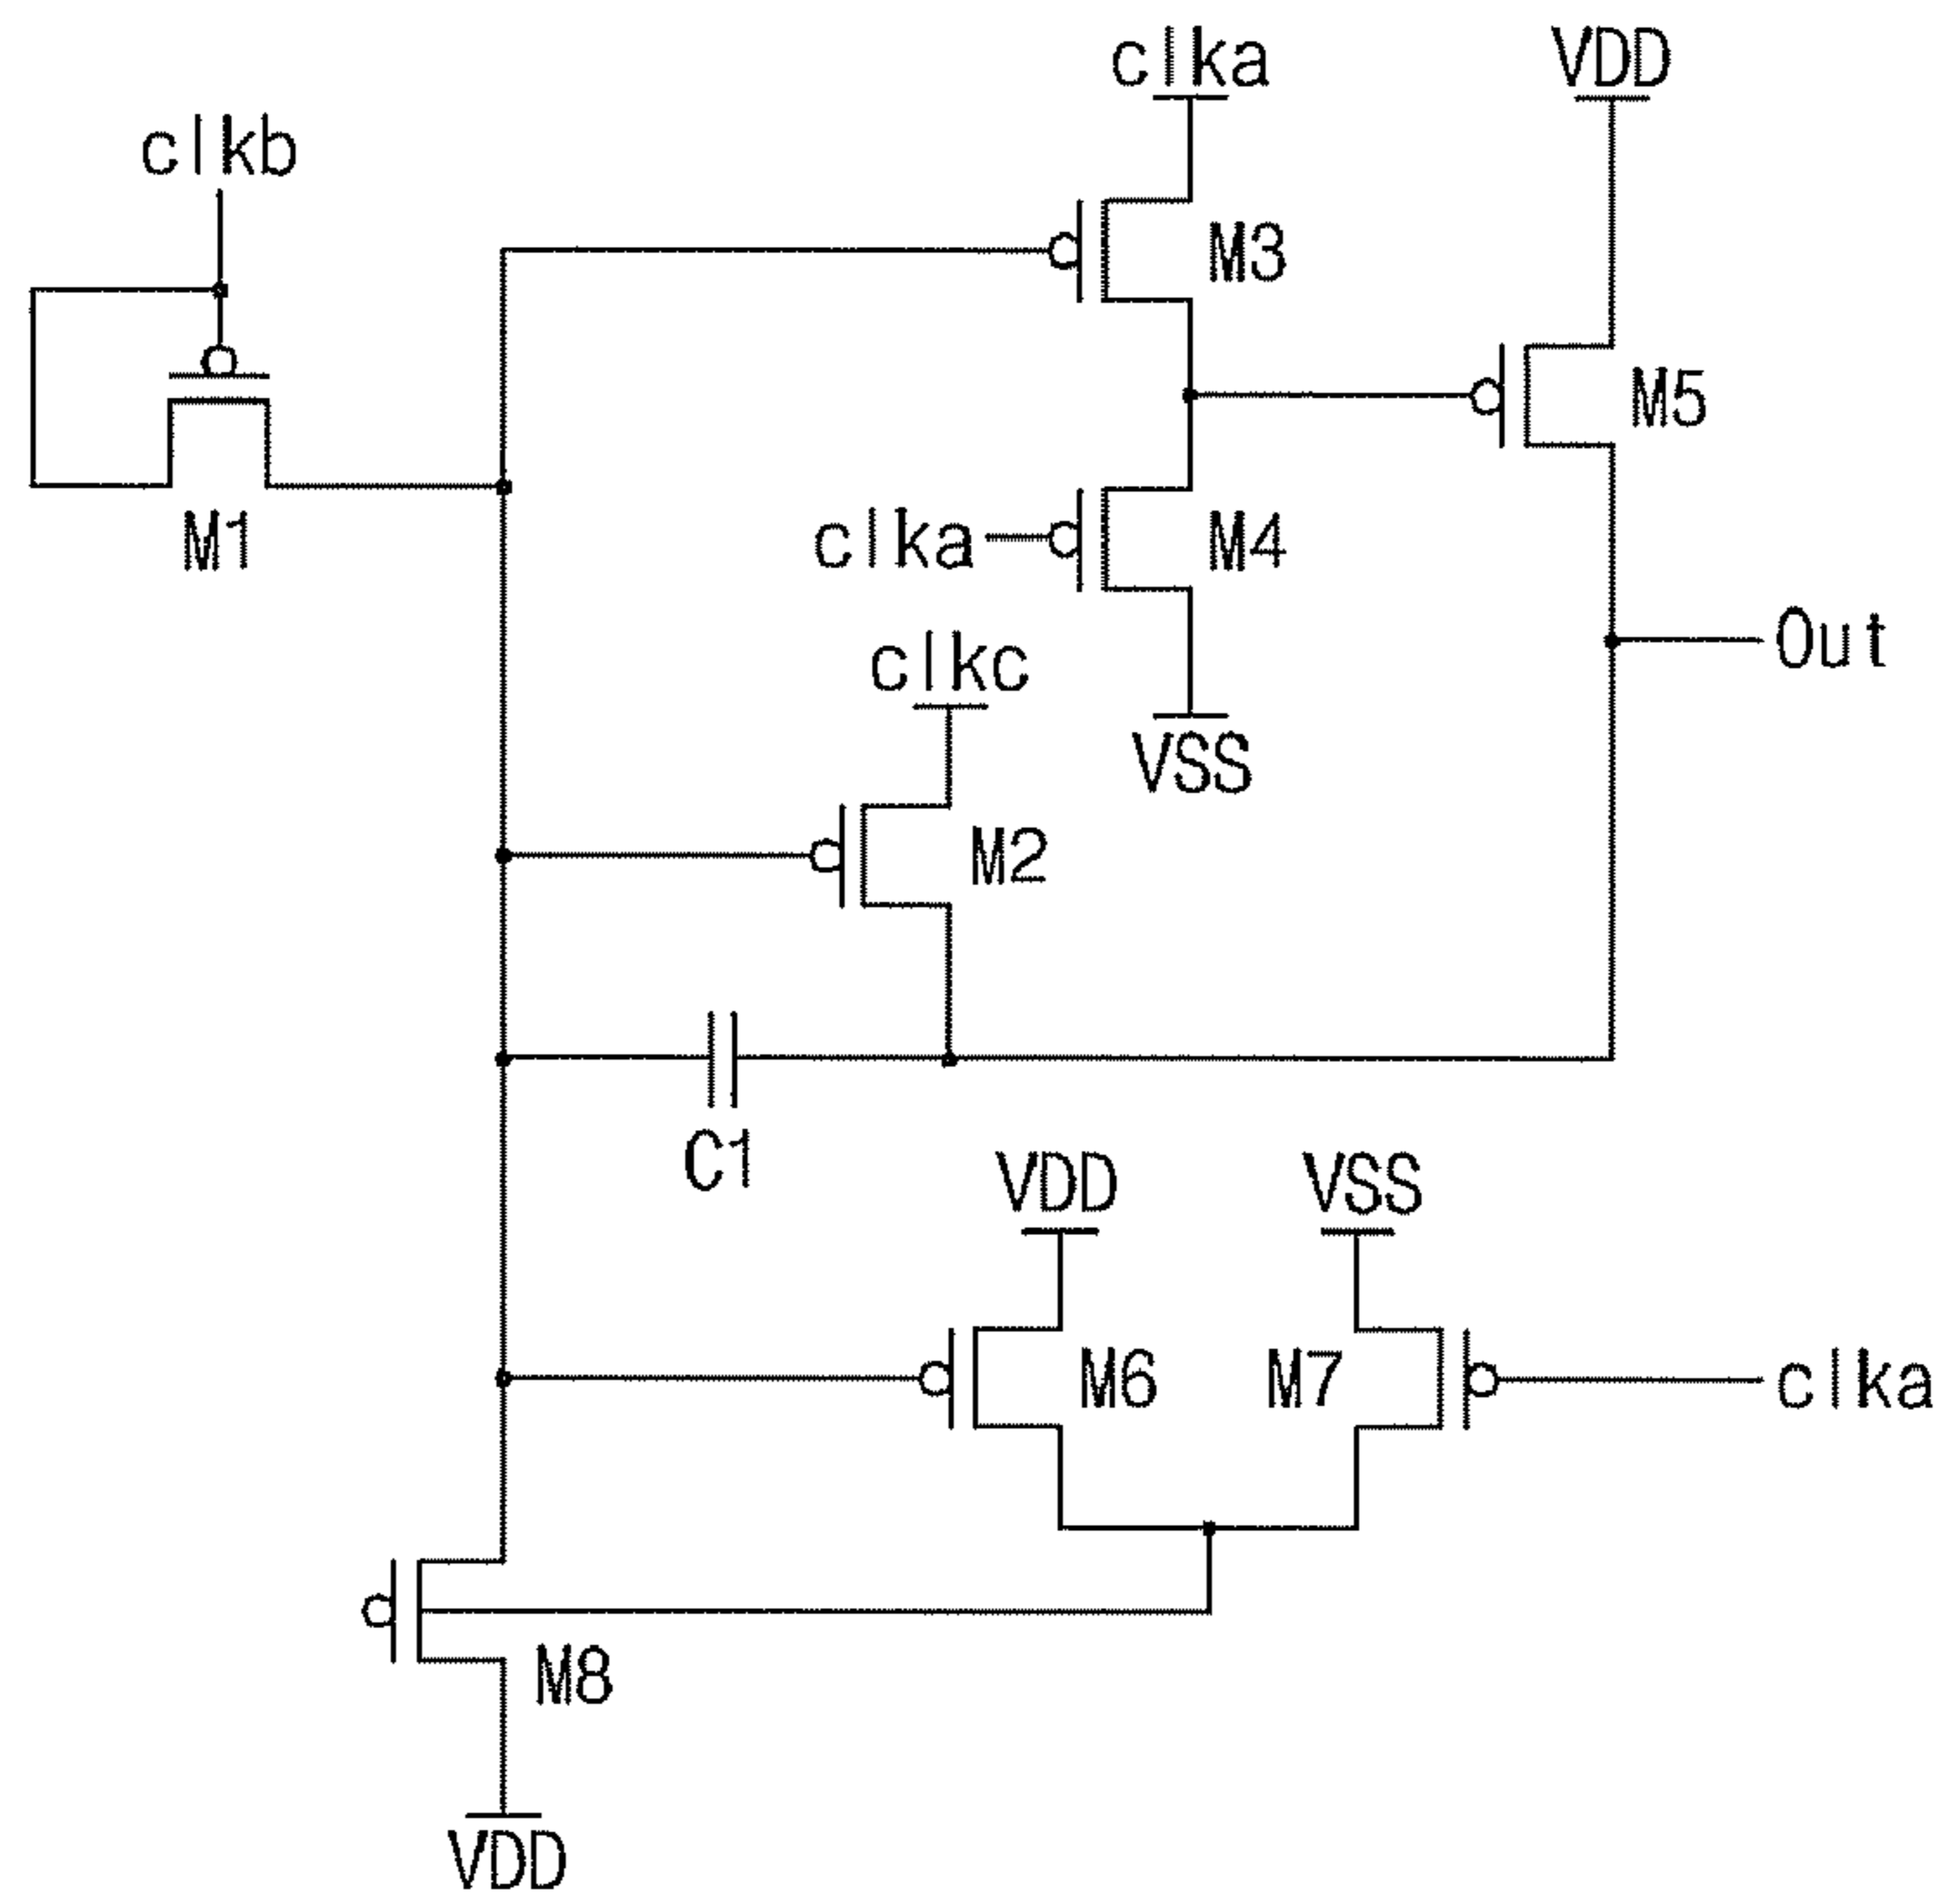 clka
VDD
clkb
M3
M5
M1
clka
M4
Out
clkc
VSS
M2
C1
VDD
VSS
M6
M7
clka
M8
VDD